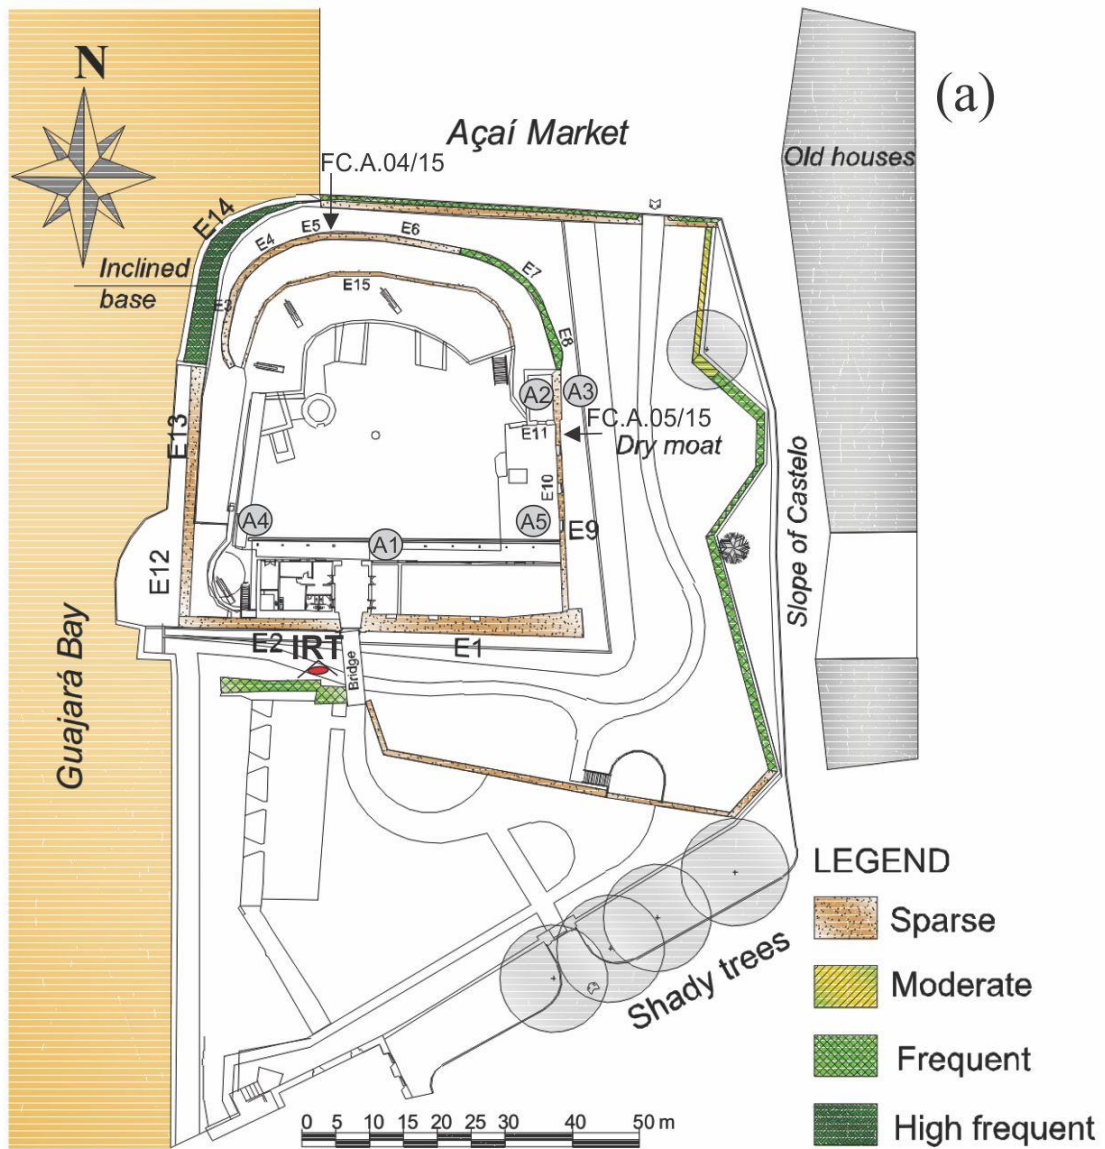 N
(a)
Açaí Market
Old houses
FC.A.04/15
E14
E5
E6
E4
E7
Inclined
base
E15
E3
E8
A2
A3
FC.A.05/15
E11
Dry moat
E13
E10
A4
A5
E9
A1
Slope of Castelo
E12
E2
IRT
E1
Bridge
Guajará Bay
LEGEND
Sparse
Shady trees
Moderate
Frequent
High frequent
0 5 10 15 20 25 30 40 50 m